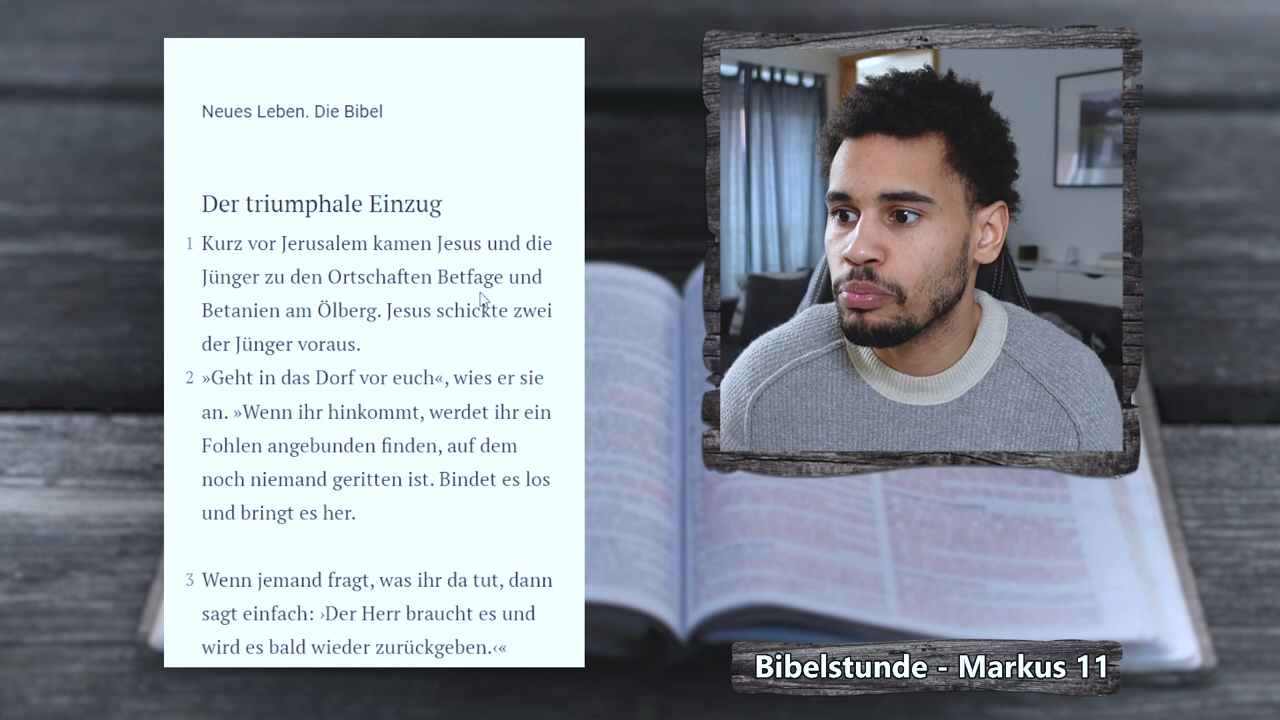 Neues Leben. Die Bibel
Der triumphale Einzug
1 Kurz vor Jerusalem kamen Jesus und die
Jünger zu den Ortschaften Betfage und
Betanien am Ölberg. Jesus schickte zwei
der Jünger voraus.
2 »Geht in das Dorf vor euch«, wies er sie
an. »Wenn ihr hinkommt, werdet ihr ein
Fohlen angebunden finden, auf dem
noch niemand geritten ist. Bindet es los
und bringt es her.
3 Wenn jemand fragt, was ihr da tut, dann
sagt einfach: ›Der Herr braucht es und
wird es bald wieder zurückgeben.‹«
Bibelstunde - Markus 11